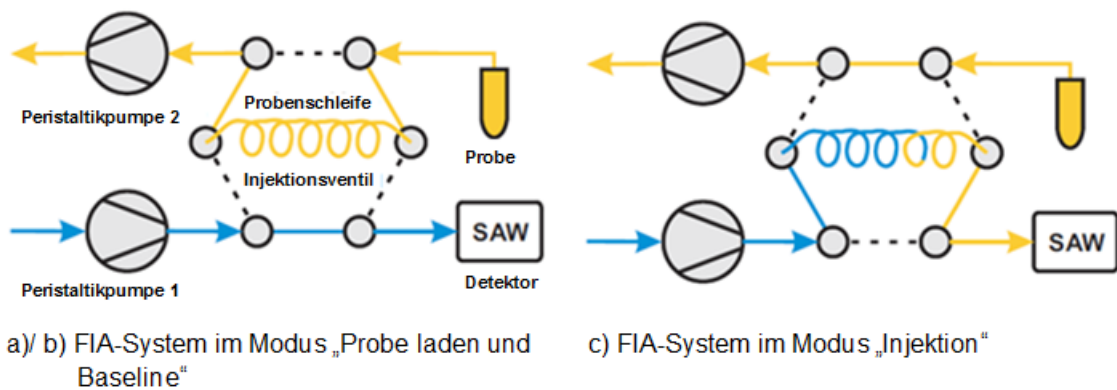 Peristaltikpumpe 2
Probenschleife
Probe
Injektionsventil
SAW
Peristaltikpumpe 1
Detektor
SAW
a)/ b) FIA-System im Modus „Probe laden und
Baseline“
c) FIA-System im Modus „Injektion“